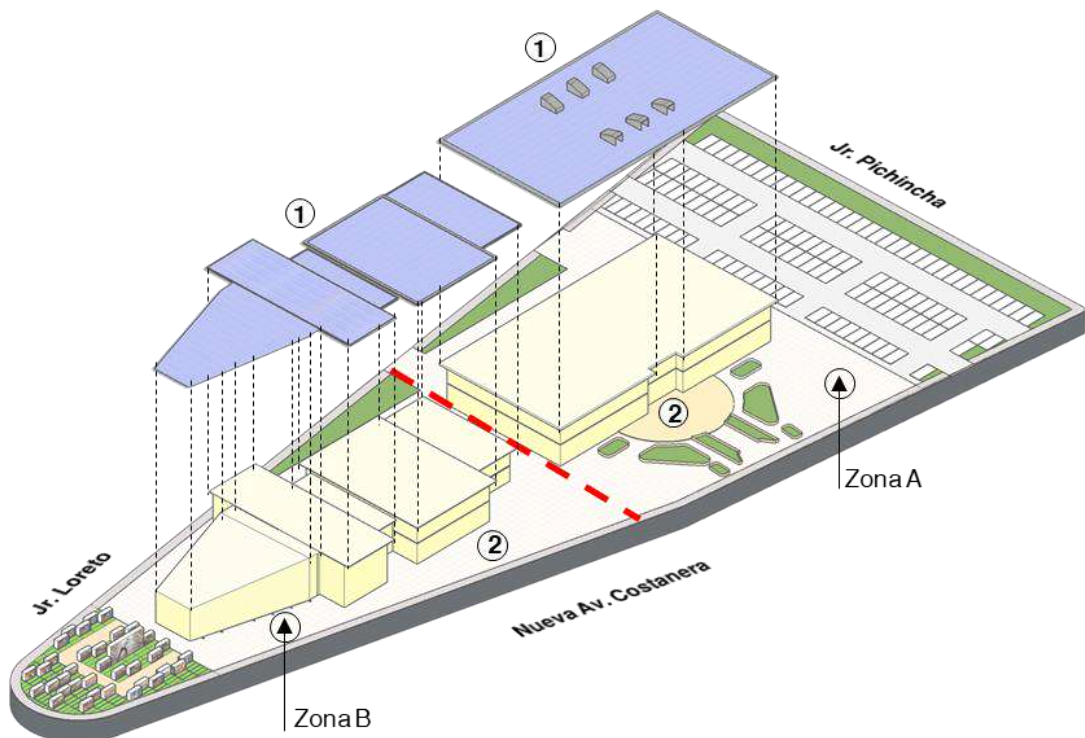 1
Jr. Pichincha
1
2
Zona A
2
Jr. Loreto
Nueva Av. Costanera
Zona B